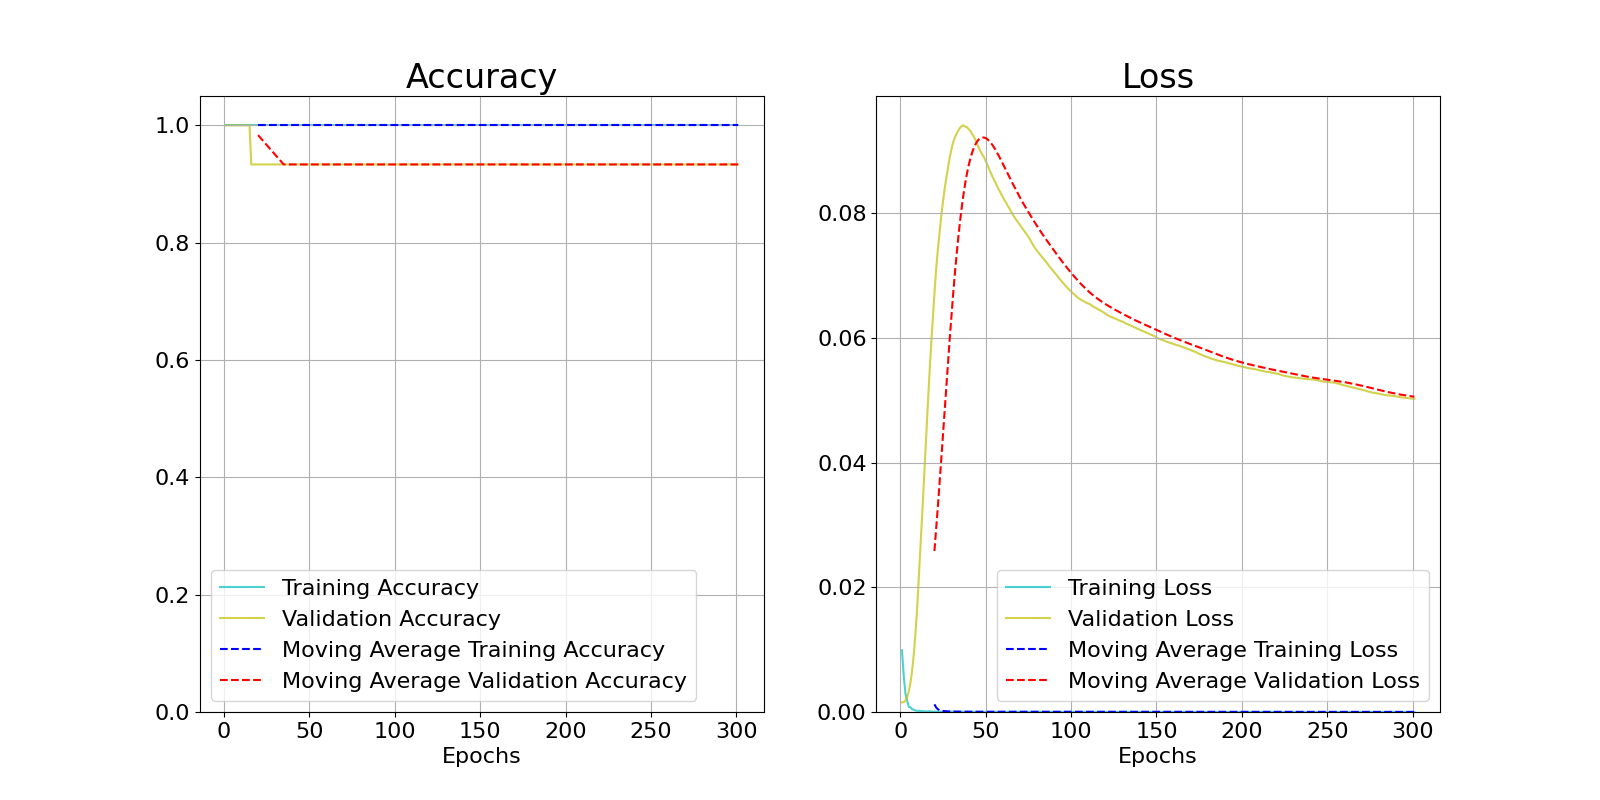 Accuracy
1.0
0.8
0.6
0.4
0.2
0.0
Training Accuracy
Validation Accuracy
Moving Average Training Accuracy
Moving Average Validation Accuracy
0 50 100 150 200 250 300
Epochs
Loss
0.08
0.06
0.04
0.02
0.00
Training Loss
Validation Loss
Moving Average Training Loss
Moving Average Validation Loss
0 50 100 150 200 250 300
Epochs